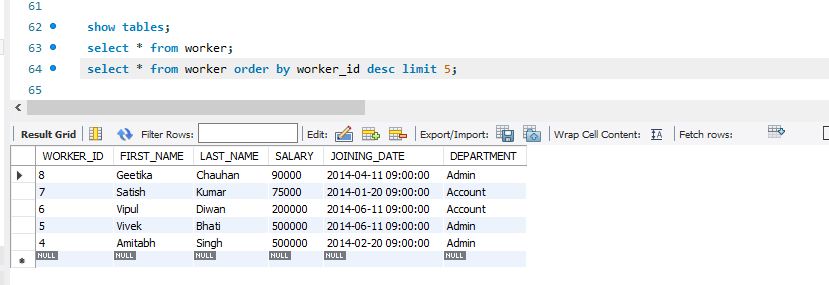 61
62 show tables;
63 select * from worker;
64 select * from worker order by worker_id desc limit 5;
65
Result Grid Filter Rows: Edit: Export/Import: Wrap Cell Content: IA Fetch rows:
WORKER_ID FIRST_NAME LAST_NAME SALARY JOINING_DATE DEPARTMENT
8 Geetika Chauhan 90000 2014-04-11 09:00:00 Admin
7 Satish Kumar 75000 2014-01-20 09:00:00 Account
6 Vipul Diwan 200000 2014-06-11 09:00:00 Account
5 Vivek Bhati 500000 2014-06-11 09:00:00 Admin
4 Amitabh Singh 500000 2014-02-20 09:00:00 Admin
NULL NULL NULL NULL NULL NULL